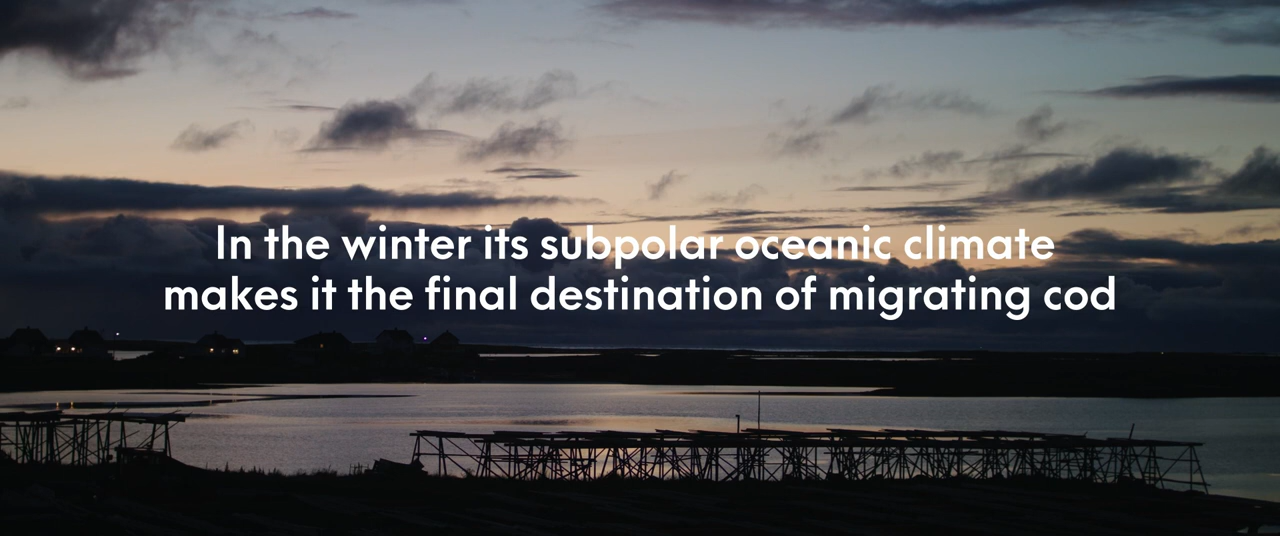 In the winter its subpolar oceanic climate
makes it the final destination of migrating cod